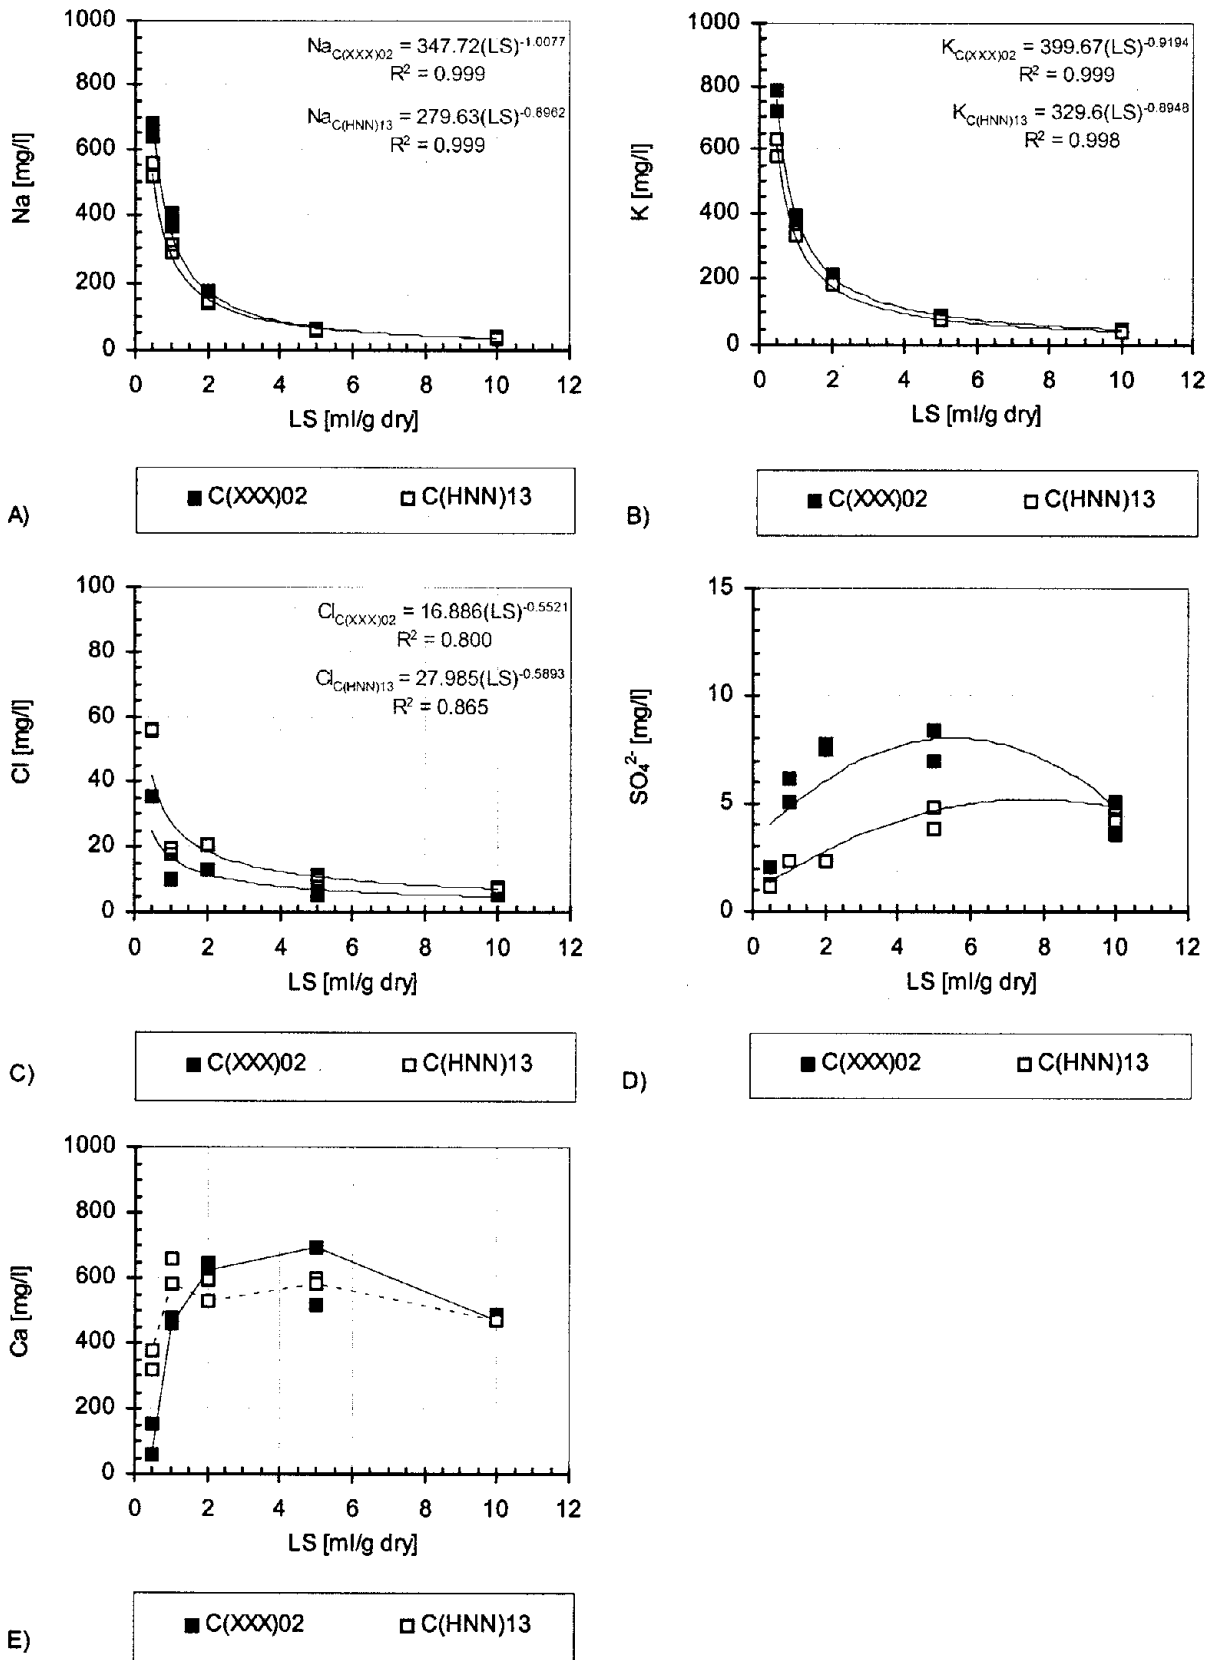 1000
800
600
400
200
0
Na [mg/l]
Na_C(XXX)02 = 347.72(LS)^-1.0077
R² = 0.999
Na_C(HNN)13 = 279.63(LS)^-0.8962
R² = 0.999
0 2 4 6 8 10 12
LS [ml/g dry]
■ C(XXX)02 □ C(HNN)13
A)
1000
800
600
400
200
0
K [mg/l]
K_C(XXX)02 = 399.67(LS)^-0.9194
R² = 0.999
K_C(HNN)13 = 329.6(LS)^-0.8948
R² = 0.998
0 2 4 6 8 10 12
LS [ml/g dry]
■ C(XXX)02 □ C(HNN)13
B)
100
80
60
40
20
0
Cl [mg/l]
Cl_C(XXX)02 = 16.886(LS)^-0.5521
R² = 0.800
Cl_C(HNN)13 = 27.985(LS)^-0.5893
R² = 0.865
0 2 4 6 8 10 12
LS [ml/g dry]
■ C(XXX)02 □ C(HNN)13
C)
15
10
5
0
SO₄²⁻ [mg/l]
0 2 4 6 8 10 12
LS [ml/g dry]
■ C(XXX)02 □ C(HNN)13
D)
1000
800
600
400
200
0
Ca [mg/l]
0 2 4 6 8 10 12
LS [ml/g dry]
■ C(XXX)02 □ C(HNN)13
E)